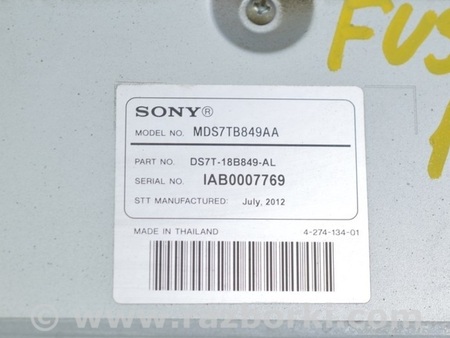 FUS
SONY®
MODEL NO. MDS7TB849AA
PART NO. DS7T-18B849-AL
SERIAL NO. IAB0007769
STT MANUFACTURED: July, 2012
MADE IN THAILAND 4-274-134-01
© www.razborki.com